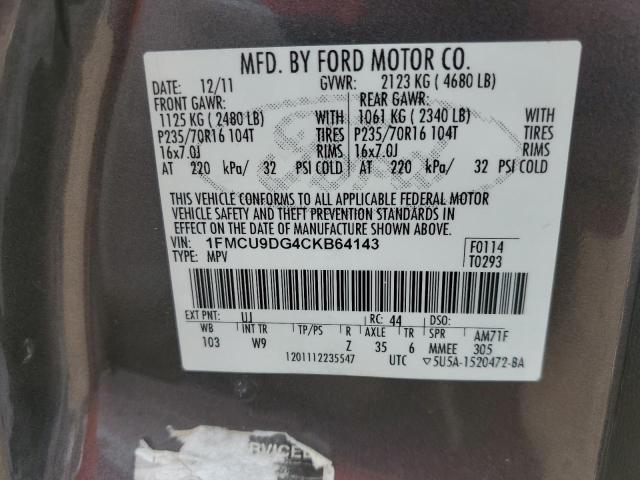 MFD. BY FORD MOTOR CO.
DATE: 12/11 GVWR: 2123 KG ( 4680 LB)
FRONT GAWR: REAR GAWR:
1125 KG ( 2480 LB) WITH 1061 KG ( 2340 LB) WITH
P235/70R16 104T TIRES P235/70R16 104T TIRES
16x7.0J RIMS 16x7.0J RIMS
AT 220 kPa/ 32 PSI COLD AT 220 kPa/ 32 PSI COLD
THIS VEHICLE CONFORMS TO ALL APPLICABLE FEDERAL MOTOR
VEHICLE SAFETY AND THEFT PREVENTION STANDARDS IN
EFFECT ON THE DATE OF MANUFACTURE SHOWN ABOVE.
VIN: 1FMCU9DG4CKB64143 F0114
TYPE: MPV T0293
EXT PNT: UJ RC: 44 DSO:
WB INT TR TP/PS R AXLE TR SPR AM71F
103 W9 Z 35 6 MMEE 305
1201112235547 UTC ▽5U5A-1520472-BA